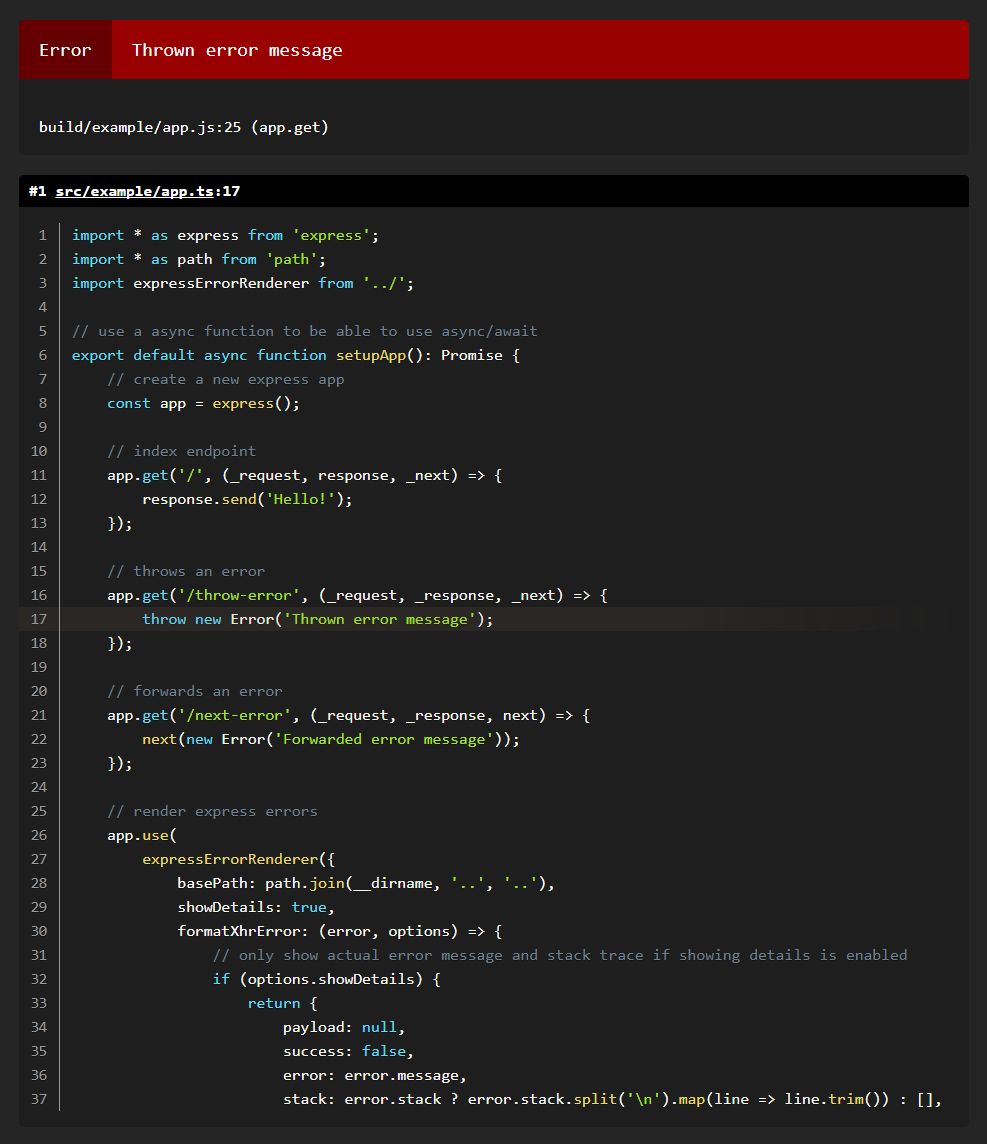 Error Thrown error message
build/example/app.js:25 (app.get)
#1 src/example/app.ts:17
1 import * as express from 'express';
2 import * as path from 'path';
3 import expressErrorRenderer from '../';
4
5 // use a async function to be able to use async/await
6 export default async function setupApp(): Promise {
7     // create a new express app
8     const app = express();
9
10     // index endpoint
11     app.get('/', (_request, response, _next) => {
12         response.send('Hello!');
13     });
14
15     // throws an error
16     app.get('/throw-error', (_request, _response, _next) => {
17         throw new Error('Thrown error message');
18     });
19
20     // forwards an error
21     app.get('/next-error', (_request, _response, next) => {
22         next(new Error('Forwarded error message'));
23     });
24
25     // render express errors
26     app.use(
27         expressErrorRenderer({
28             basePath: path.join(__dirname, '..', '..'),
29             showDetails: true,
30             formatXhrError: (error, options) => {
31                 // only show actual error message and stack trace if showing details is enabled
32                 if (options.showDetails) {
33                     return {
34                         payload: null,
35                         success: false,
36                         error: error.message,
37                         stack: error.stack ? error.stack.split('\n').map(line => line.trim()) : [],